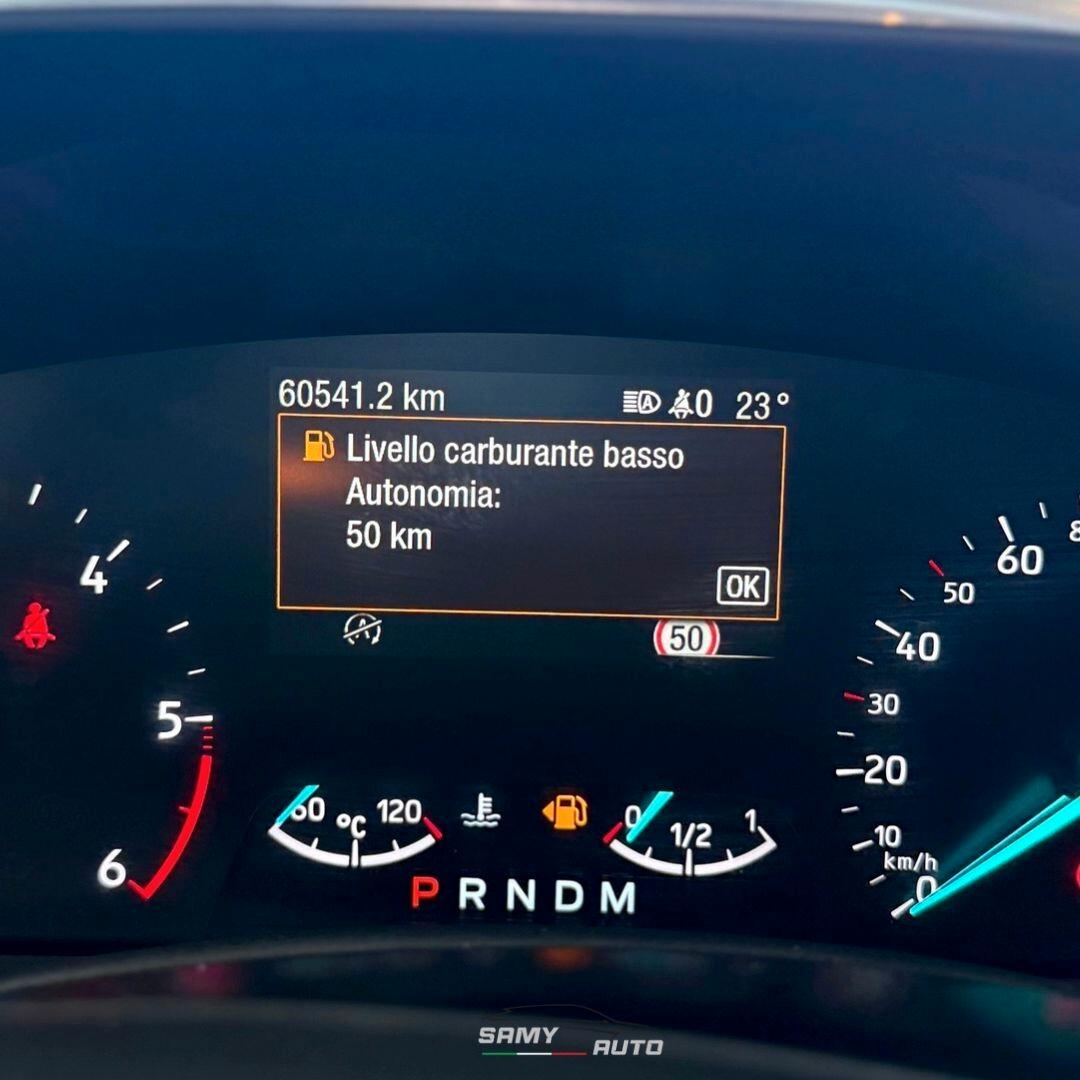 60541.2 km
0 23°
Livello carburante basso
Autonomia:
50 km
OK
50
4
5
6
60 °C 120
0 1/2 1
P R N D M
60
50
40
30
20
10
km/h
0
SAMY
AUTO